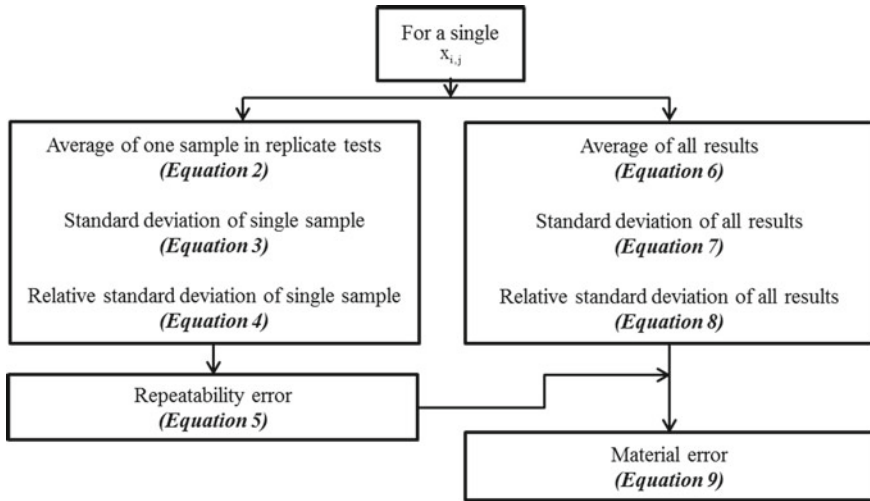 For a single
x_{i,j}
Average of one sample in replicate tests
(Equation 2)
Standard deviation of single sample
(Equation 3)
Relative standard deviation of single sample
(Equation 4)
Average of all results
(Equation 6)
Standard deviation of all results
(Equation 7)
Relative standard deviation of all results
(Equation 8)
Repeatability error
(Equation 5)
Material error
(Equation 9)